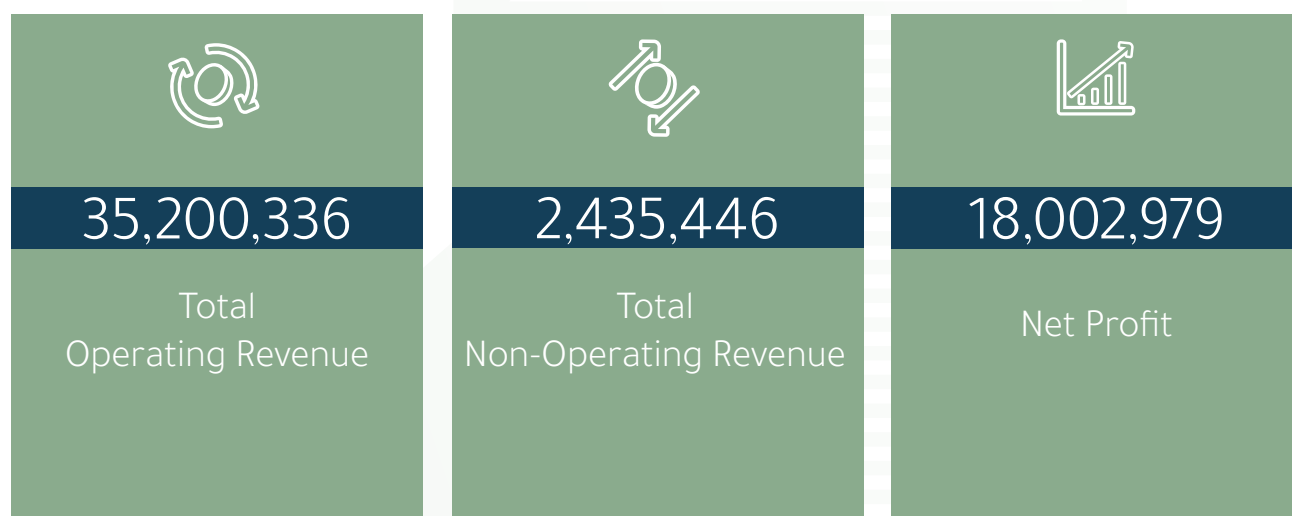 35,200,336
Total
Operating Revenue
2,435,446
Total
Non-Operating Revenue
18,002,979
Net Profit